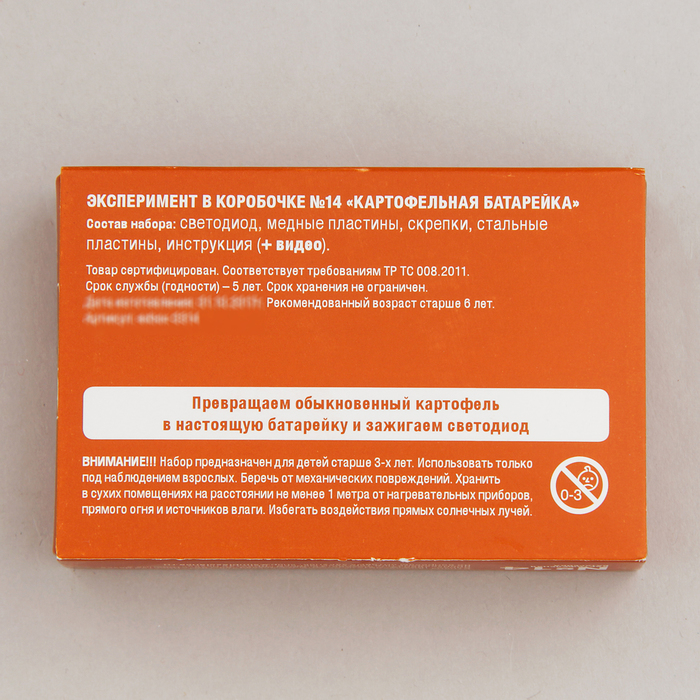 ЭКСПЕРИМЕНТ В КОРОБОЧКЕ №14 «КАРТОФЕЛЬНАЯ БАТАРЕЙКА»
Состав набора: светодиод, медные пластины, скрепки, стальные
пластины, инструкция (+ видео).
Товар сертифицирован. Соответствует требованиям ТР ТС 008.2011.
Срок службы (годности) – 5 лет. Срок хранения не ограничен.
Рекомендованный возраст старше 6 лет.
Превращаем обыкновенный картофель
в настоящую батарейку и зажигаем светодиод
ВНИМАНИЕ!!! Набор предназначен для детей старше 3-х лет. Использовать только
под наблюдением взрослых. Беречь от механических повреждений. Хранить
в сухих помещениях на расстоянии не менее 1 метра от нагревательных приборов,
прямого огня и источников влаги. Избегать воздействия прямых солнечных лучей.
0-3